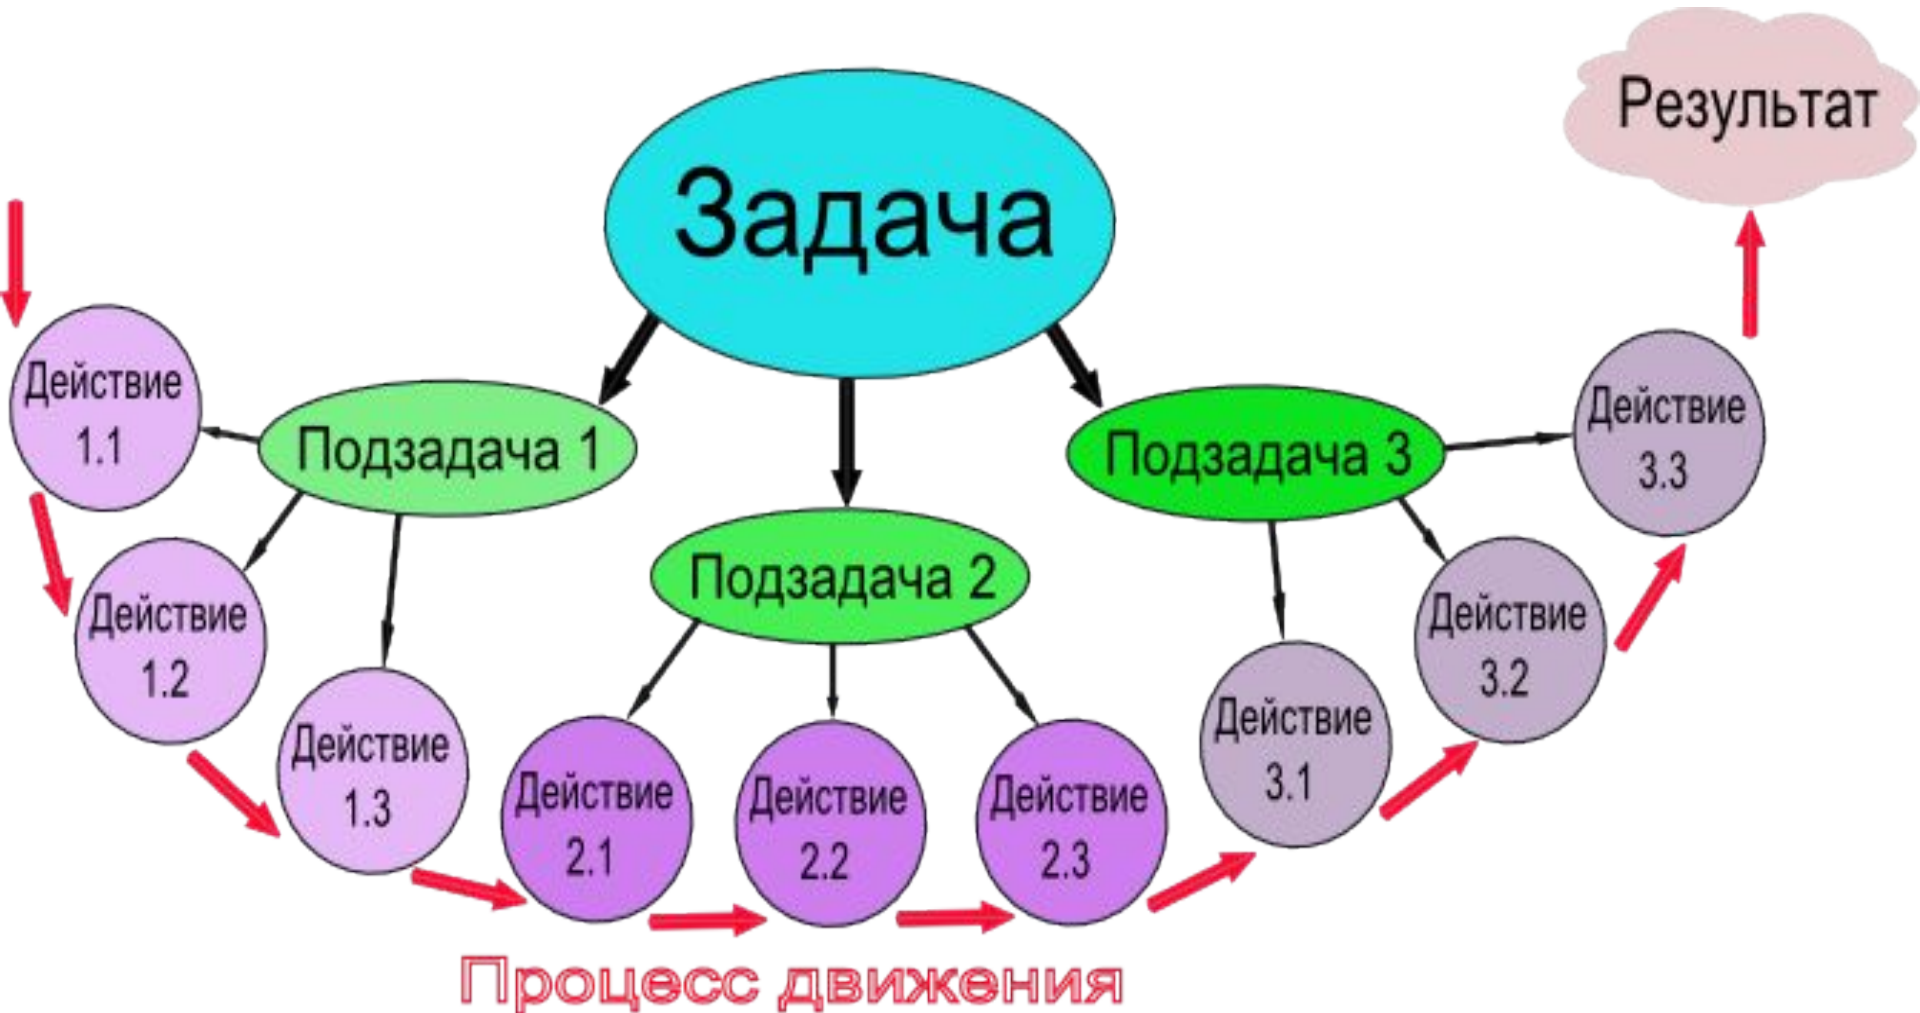 Результат
Задача
Действие
1.1
Подзадача 1
Подзадача 3
Действие
3.3
Подзадача 2
Действие
1.2
Действие
3.2
Действие
1.3
Действие
2.1
Действие
2.2
Действие
2.3
Действие
3.1
Процесс движения